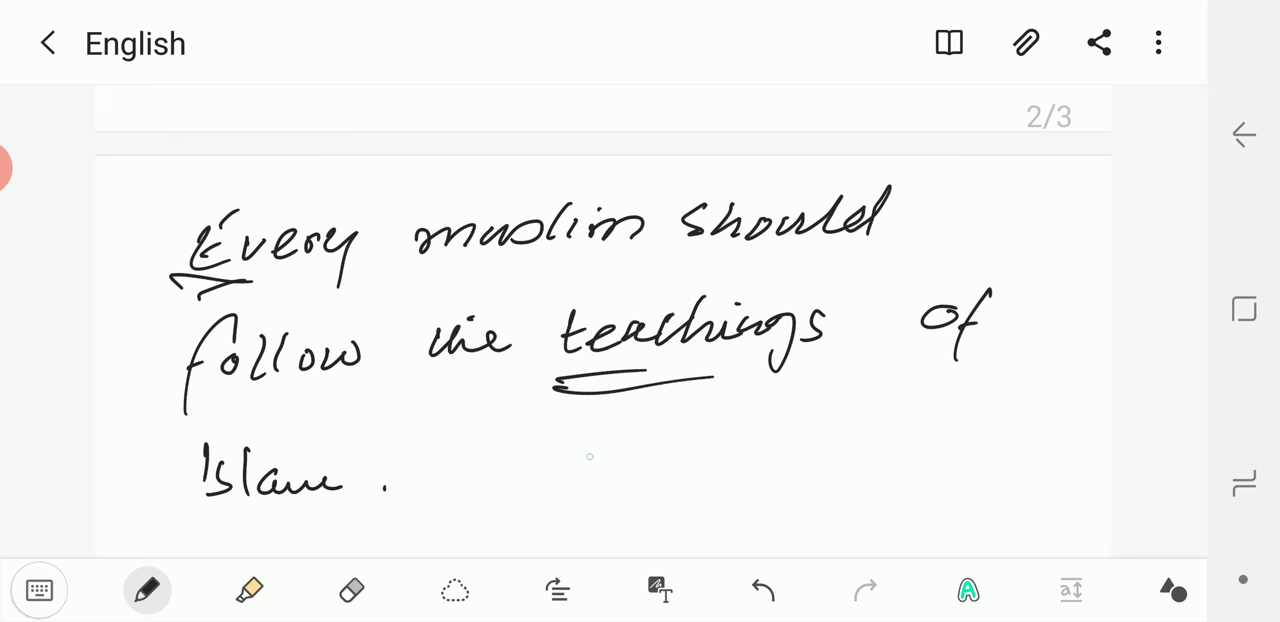 English
2/3
Every muslim should
follow the teachings of
Islam.